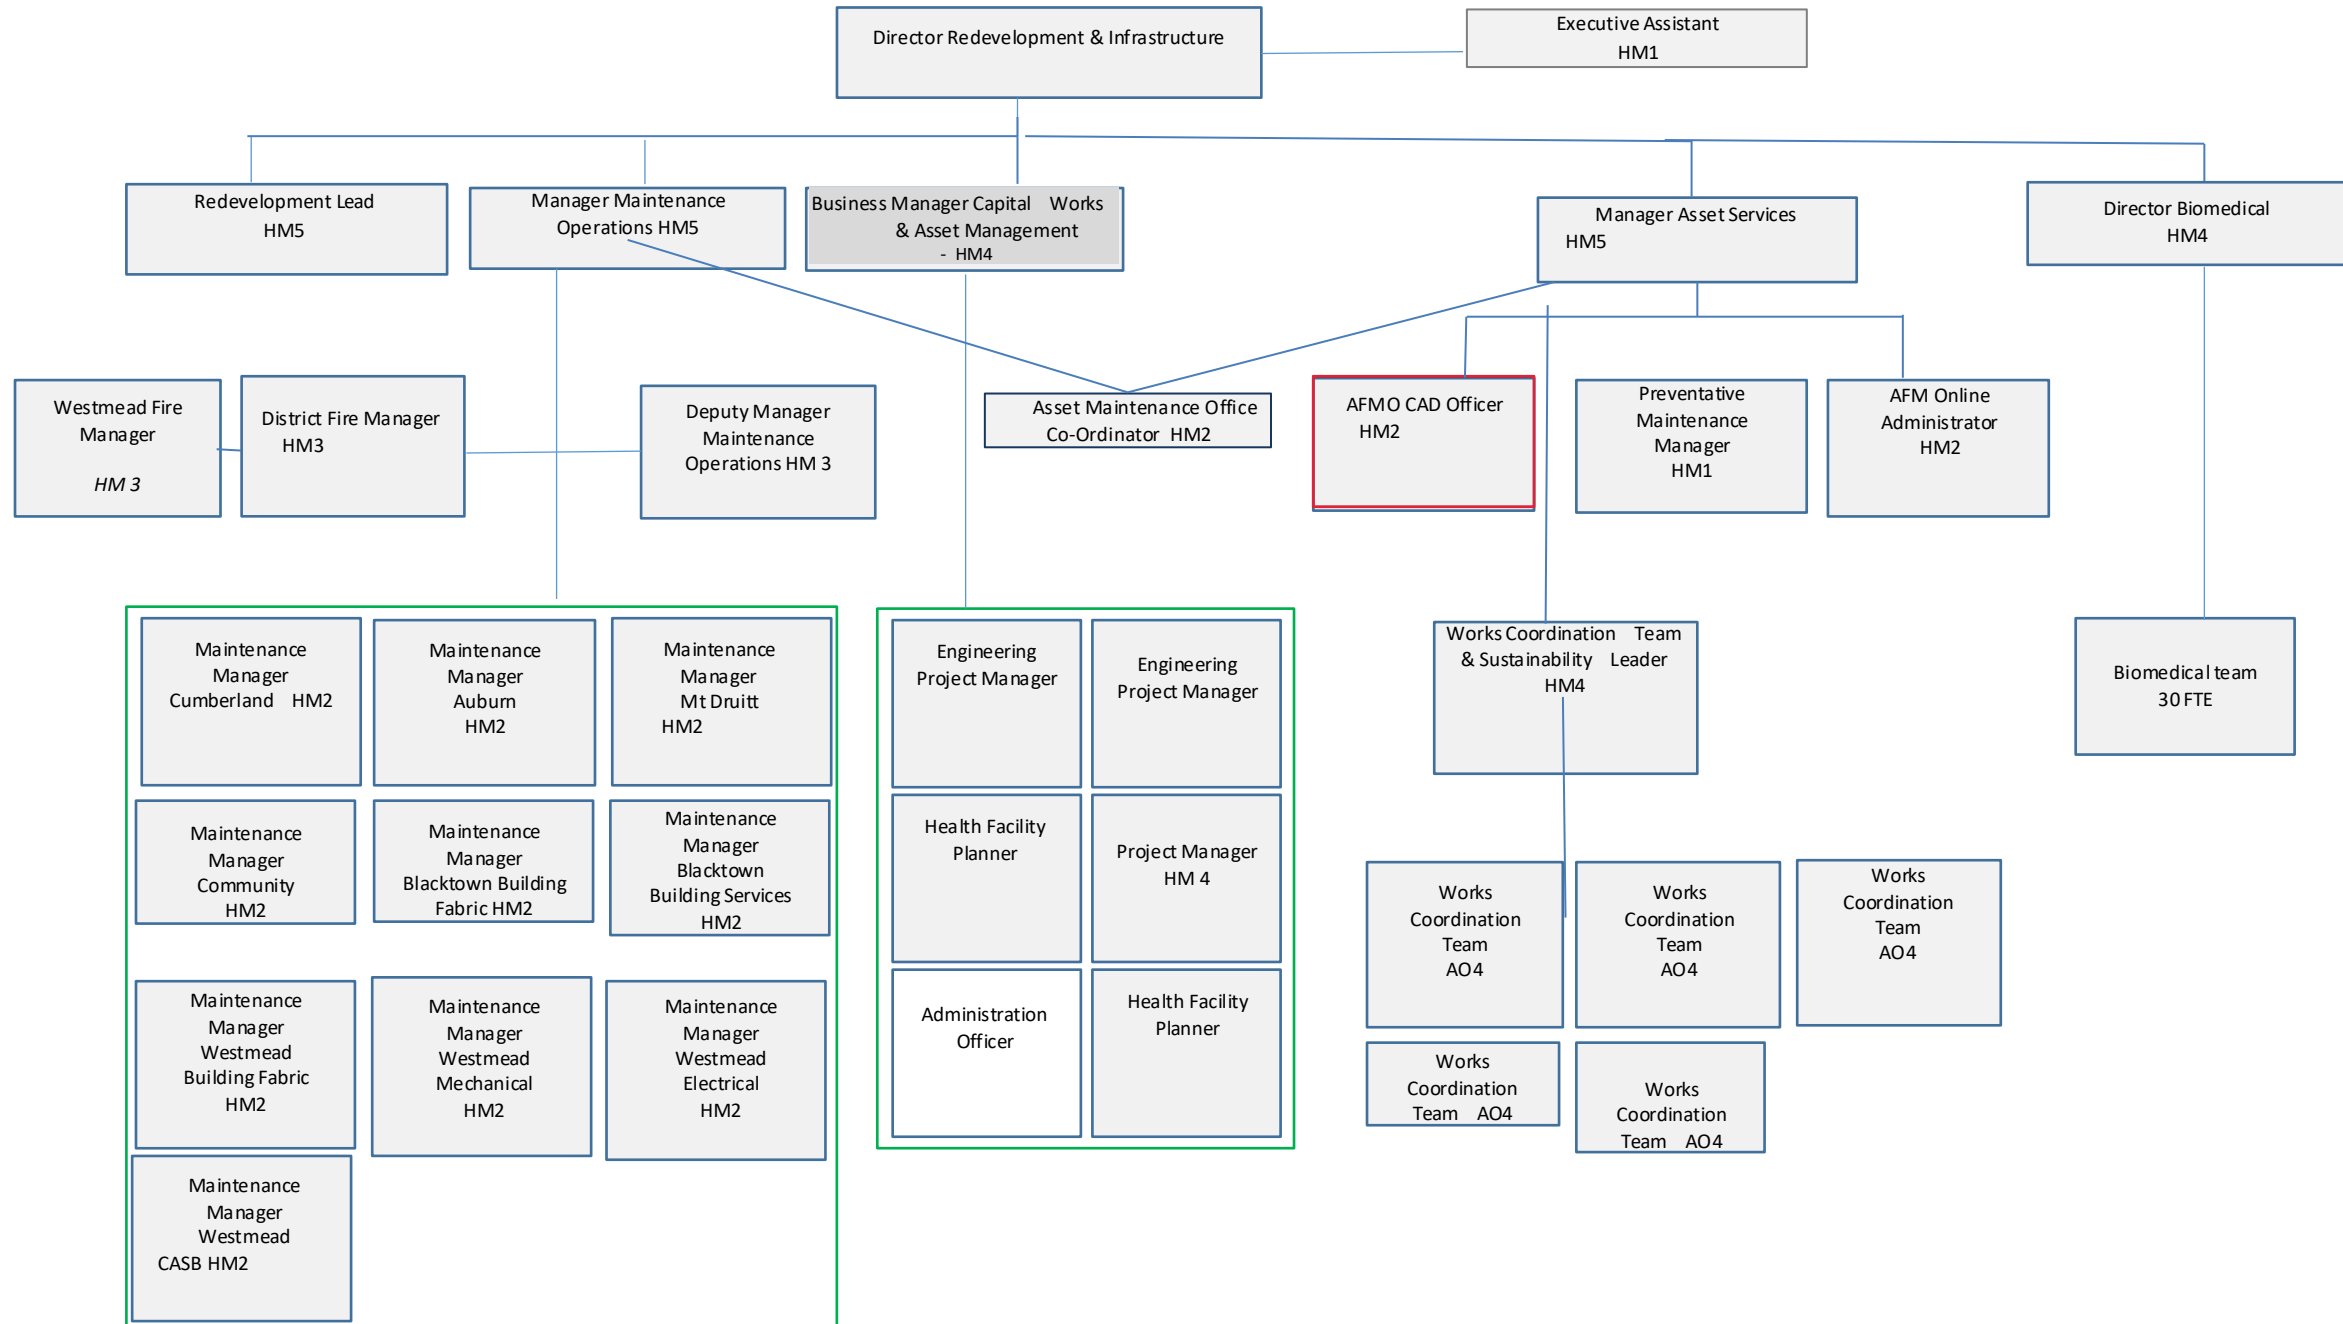 Director Redevelopment & Infrastructure
Executive Assistant
HM1
Redevelopment Lead
HM5
Manager Maintenance
Operations HM5
Business Manager Capital Works
& Asset Management
- HM4
Manager Asset Services
HM5
Director Biomedical
HM4
Westmead Fire
Manager
HM 3
District Fire Manager
HM3
Deputy Manager
Maintenance
Operations HM 3
Asset Maintenance Office
Co-Ordinator HM2
AFMO CAD Officer
HM2
Preventative
Maintenance
Manager
HM1
AFM Online
Administrator
HM2
Maintenance
Manager
Cumberland HM2
Maintenance
Manager
Auburn
HM2
Maintenance
Manager
Mt Druitt
HM2
Engineering
Project Manager
Engineering
Project Manager
Works Coordination Team
& Sustainability Leader
HM4
Biomedical team
30 FTE
Maintenance
Manager
Community
HM2
Maintenance
Manager
Blacktown Building
Fabric HM2
Maintenance
Manager
Blacktown
Building Services
HM2
Health Facility
Planner
Project Manager
HM 4
Works
Coordination
Team
AO4
Works
Coordination
Team
AO4
Works
Coordination
Team
AO4
Maintenance
Manager
Westmead
Building Fabric
HM2
Maintenance
Manager
Westmead
Mechanical
HM2
Maintenance
Manager
Westmead
Electrical
HM2
Administration
Officer
Health Facility
Planner
Works
Coordination
Team AO4
Works
Coordination
Team AO4
Maintenance
Manager
Westmead
CASB HM2